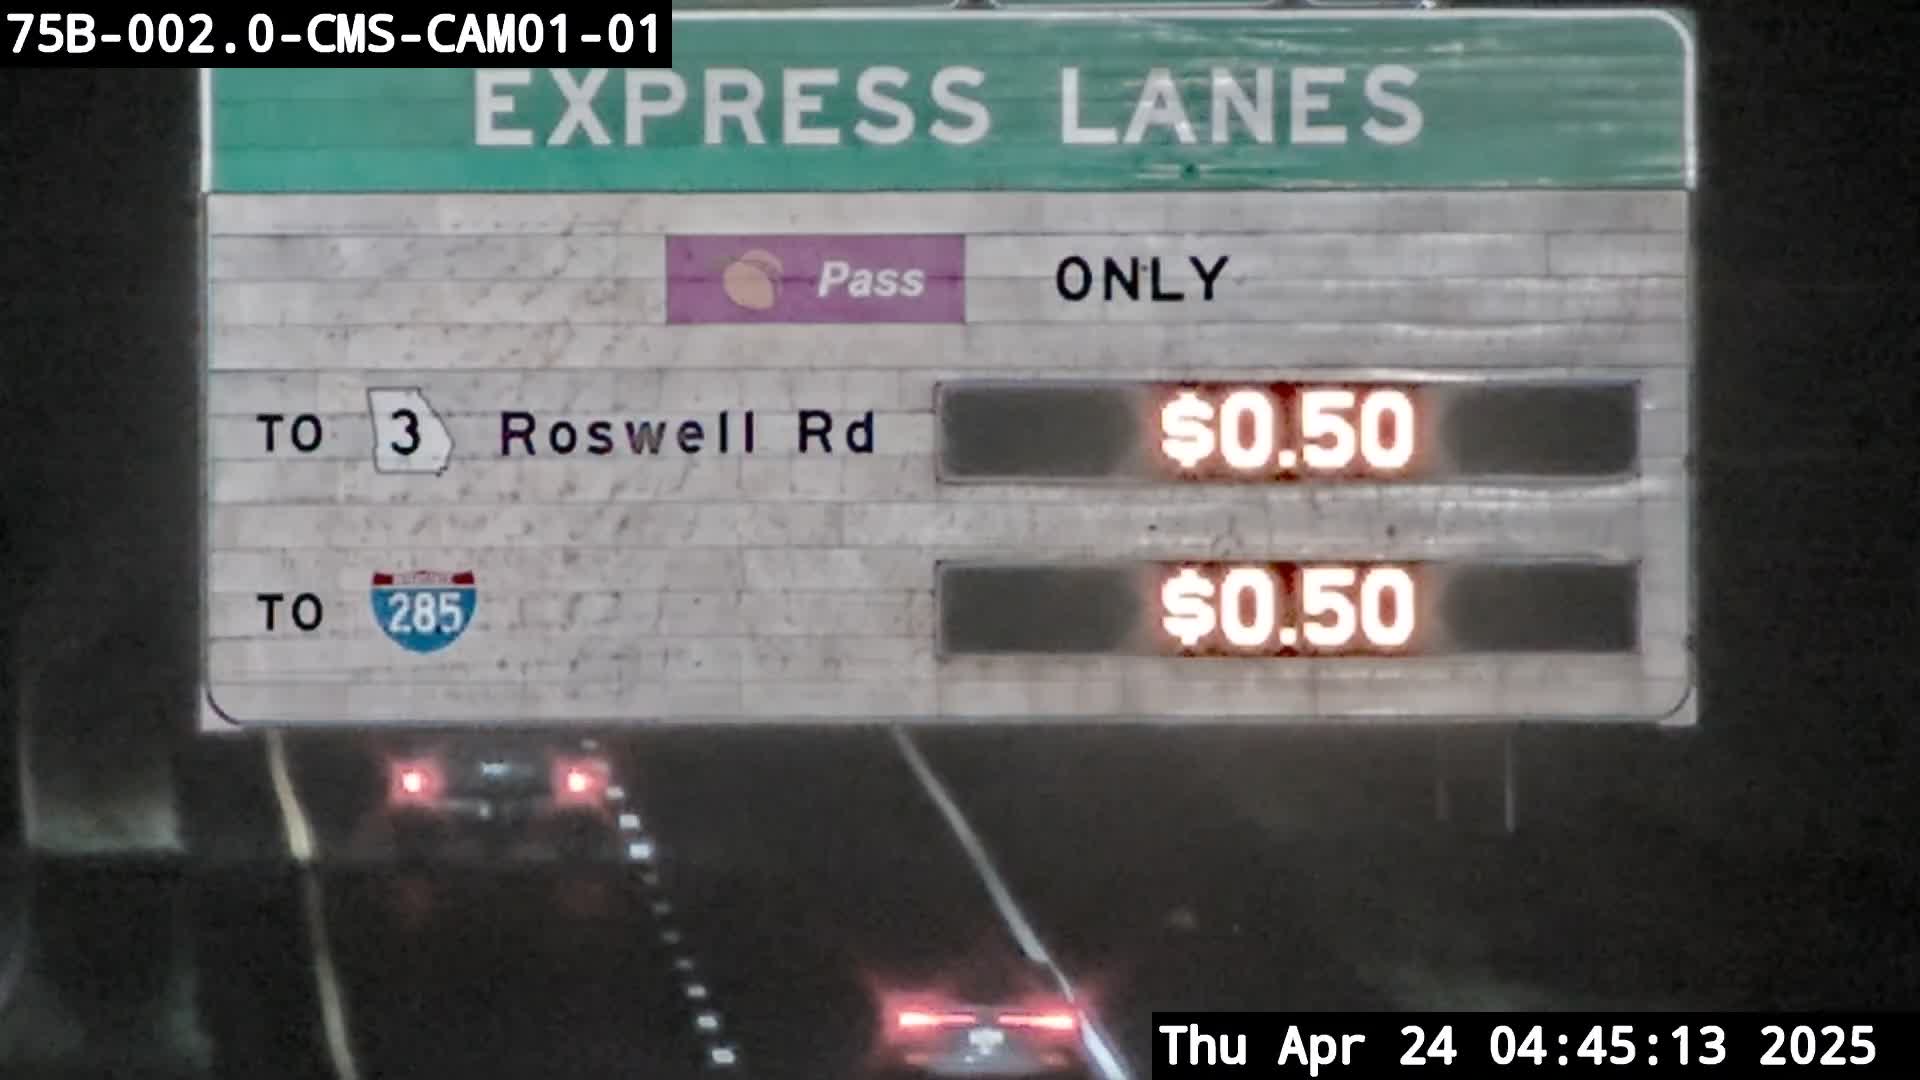 75B-002.0-CMS-CAM01-01
EXPRESS LANES
Pass ONLY
TO 3 Roswell Rd $0.50
TO 285 $0.50
Thu Apr 24 04:45:13 2025